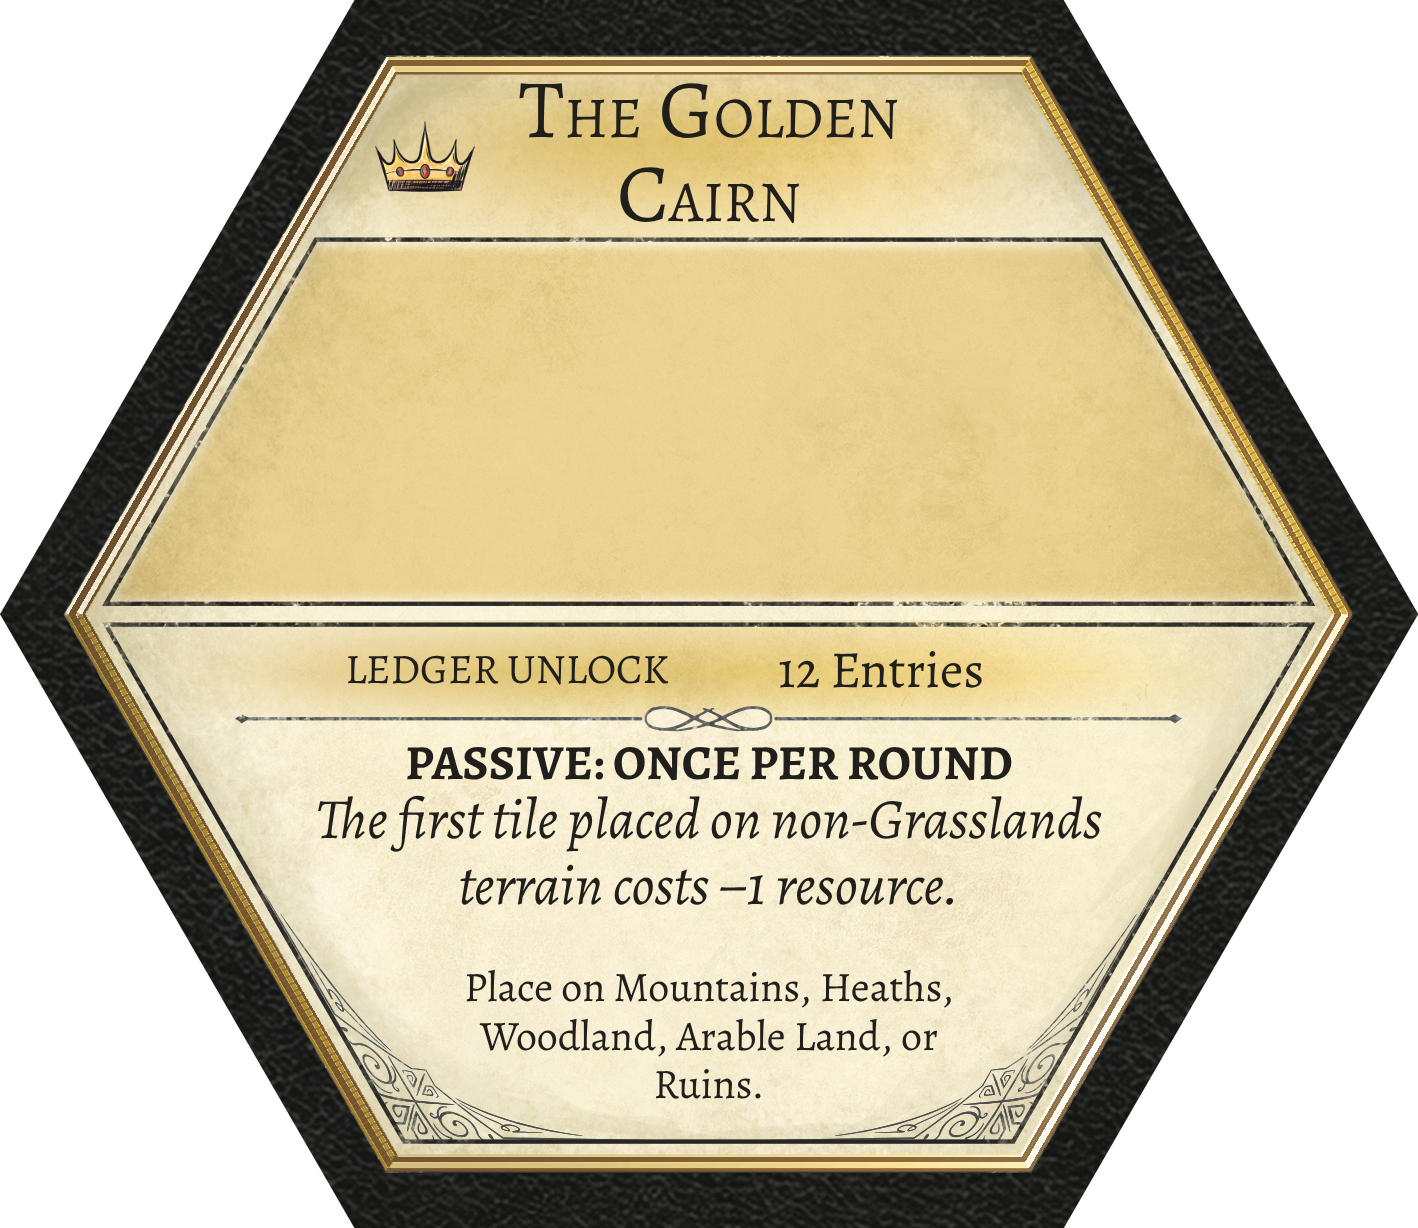 The Golden
Cairn
LEDGER UNLOCK 12 Entries
PASSIVE: ONCE PER ROUND
The first tile placed on non-Grasslands
terrain costs –1 resource.
Place on Mountains, Heaths,
Woodland, Arable Land, or
Ruins.